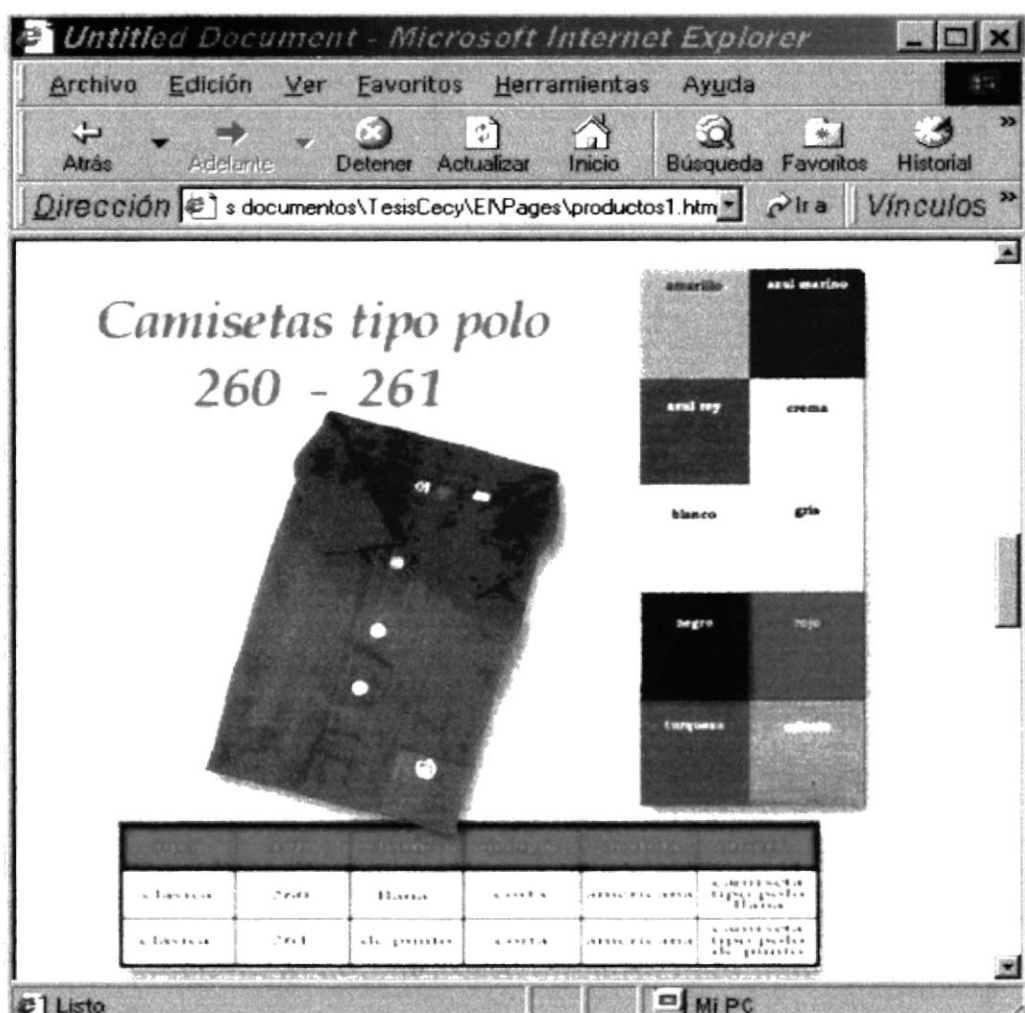 Untitled Document - Microsoft Internet Explorer
Archivo Edición Ver Favoritos Herramientas Ayuda
Atrás Adelante Detener Actualizar Inicio Búsqueda Favoritos Historial »
Dirección s documentos\TesisCecy\EI\Pages\productos1.htm Ir a Vínculos »
Camisetas tipo polo
260 - 261
amarillo azul marino
azul rey crema
blanco gris
negro rojo
turquesa
clásica 260 llana corta americana camiseta tipo polo llana
clásica 261 de punto corta americana camiseta tipo polo de punto
Listo Mi PC